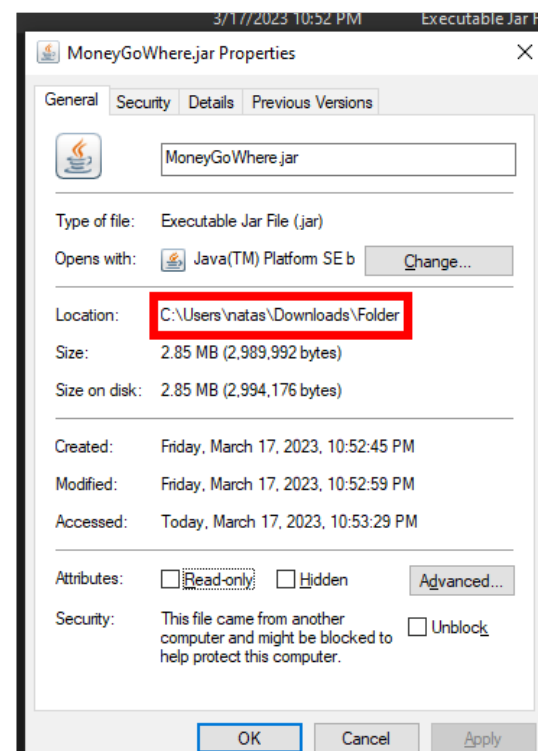 3/17/2023 10:52 PM Executable Jar F
MoneyGoWhere.jar Properties
General Security Details Previous Versions
MoneyGoWhere.jar
Type of file: Executable Jar File (.jar)
Opens with: Java(TM) Platform SE b Change...
Location: C:\Users\natas\Downloads\Folder
Size: 2.85 MB (2,989,992 bytes)
Size on disk: 2.85 MB (2,994,176 bytes)
Created: Friday, March 17, 2023, 10:52:45 PM
Modified: Friday, March 17, 2023, 10:52:59 PM
Accessed: Today, March 17, 2023, 10:53:29 PM
Attributes: Read-only Hidden Advanced...
Security: This file came from another
computer and might be blocked to
help protect this computer.
Unblock
OK Cancel Apply